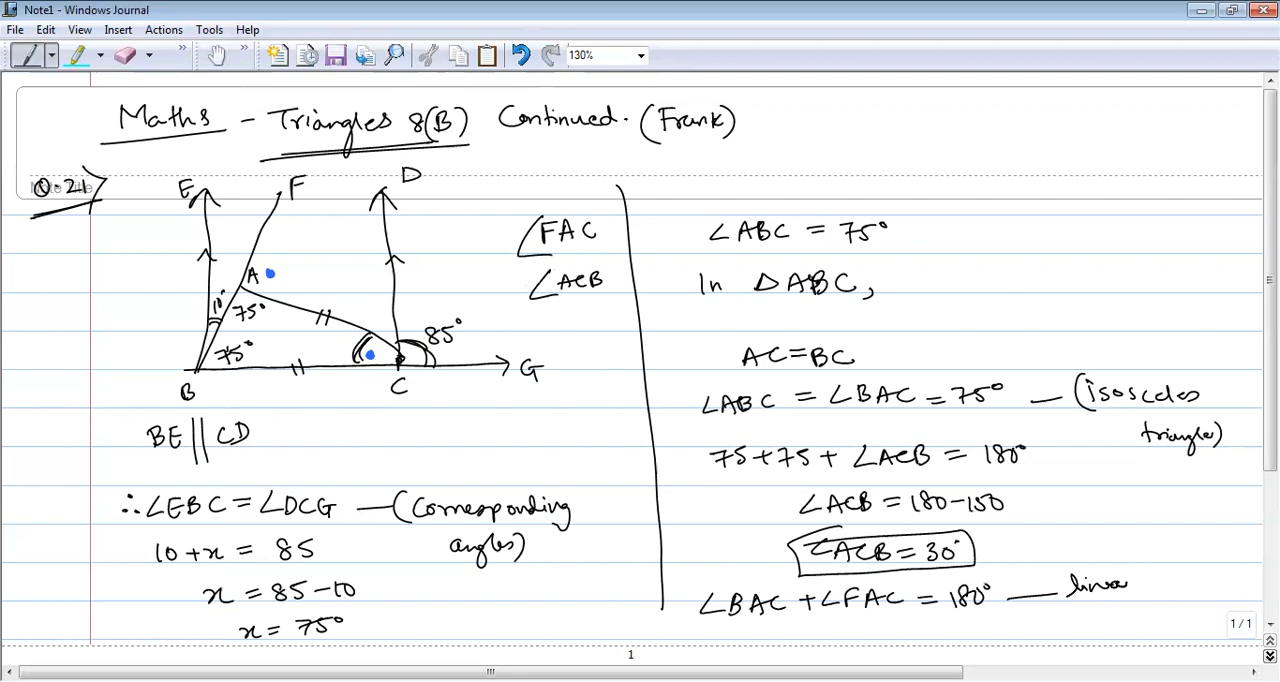 Note1 - Windows Journal
File Edit View Insert Actions Tools Help
130%
Maths - Triangles 8(B) Continued. (Frank)
Q.21
E F D
∠FAC
∠ABC = 75°
A
∠ACB
In ΔABC,
10°
75°
85°
75°
AC=BC
B C G
∠ABC = ∠BAC = 75° — (isosceles
triangle)
BE || CD
75+75+ ∠ACB = 180°
∴∠EBC = ∠DCG — (Corresponding
angles)
∠ACB = 180-150
10+x = 85
∠ACB = 30°
x = 85-10
∠BAC + ∠FAC = 180° — linea
x = 75°
1/1
1